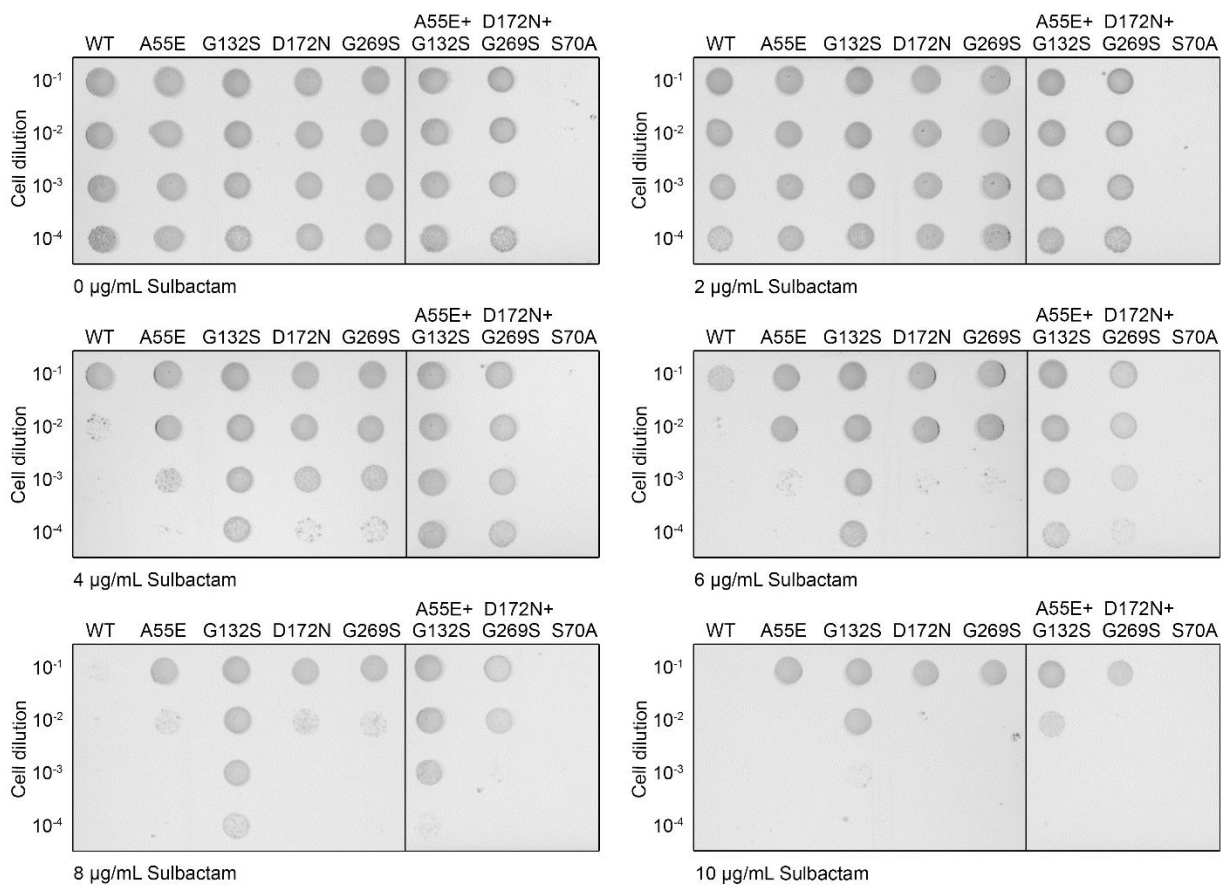 A55E+ D172N+
WT A55E G132S D172N G269S G132S G269S S70A
Cell dilution
10⁻¹
10⁻²
10⁻³
10⁻⁴
0 µg/mL Sulbactam
A55E+ D172N+
WT A55E G132S D172N G269S G132S G269S S70A
Cell dilution
10⁻¹
10⁻²
10⁻³
10⁻⁴
2 µg/mL Sulbactam
A55E+ D172N+
WT A55E G132S D172N G269S G132S G269S S70A
Cell dilution
10⁻¹
10⁻²
10⁻³
10⁻⁴
4 µg/mL Sulbactam
A55E+ D172N+
WT A55E G132S D172N G269S G132S G269S S70A
Cell dilution
10⁻¹
10⁻²
10⁻³
10⁻⁴
6 µg/mL Sulbactam
A55E+ D172N+
WT A55E G132S D172N G269S G132S G269S S70A
Cell dilution
10⁻¹
10⁻²
10⁻³
10⁻⁴
8 µg/mL Sulbactam
A55E+ D172N+
WT A55E G132S D172N G269S G132S G269S S70A
Cell dilution
10⁻¹
10⁻²
10⁻³
10⁻⁴
10 µg/mL Sulbactam